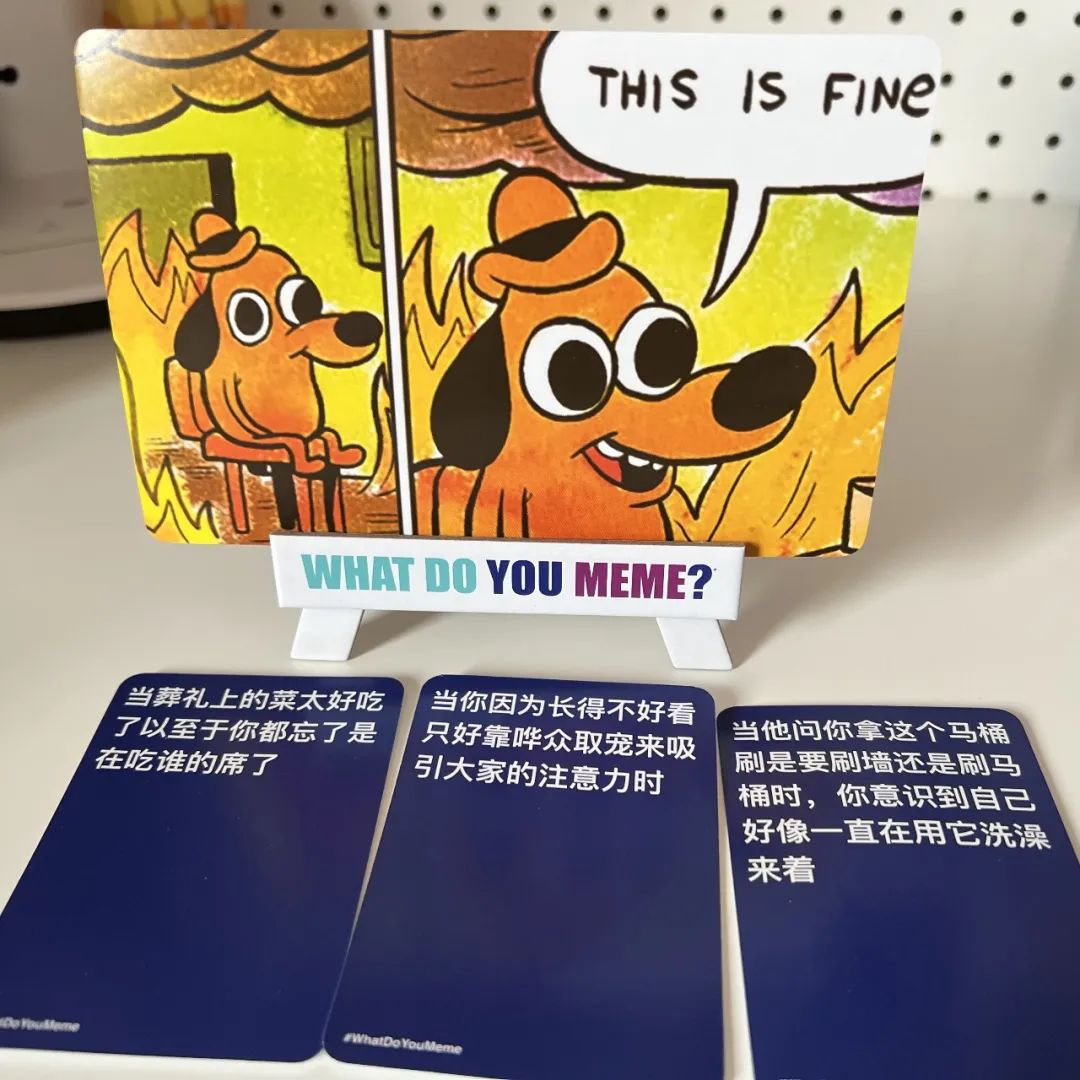 THIS IS FINE
WHAT DO YOU MEME?
当葬礼上的菜太好吃
了以至于你都忘了是
在吃谁的席了
DoYouMeme
当你因为长得不好看
只好靠哗众取宠来吸
引大家的注意力时
#WhatDoYouMeme
当他问你拿这个马桶
刷是要刷墙还是刷马
桶时，你意识到自己
好像一直在用它洗澡
来着